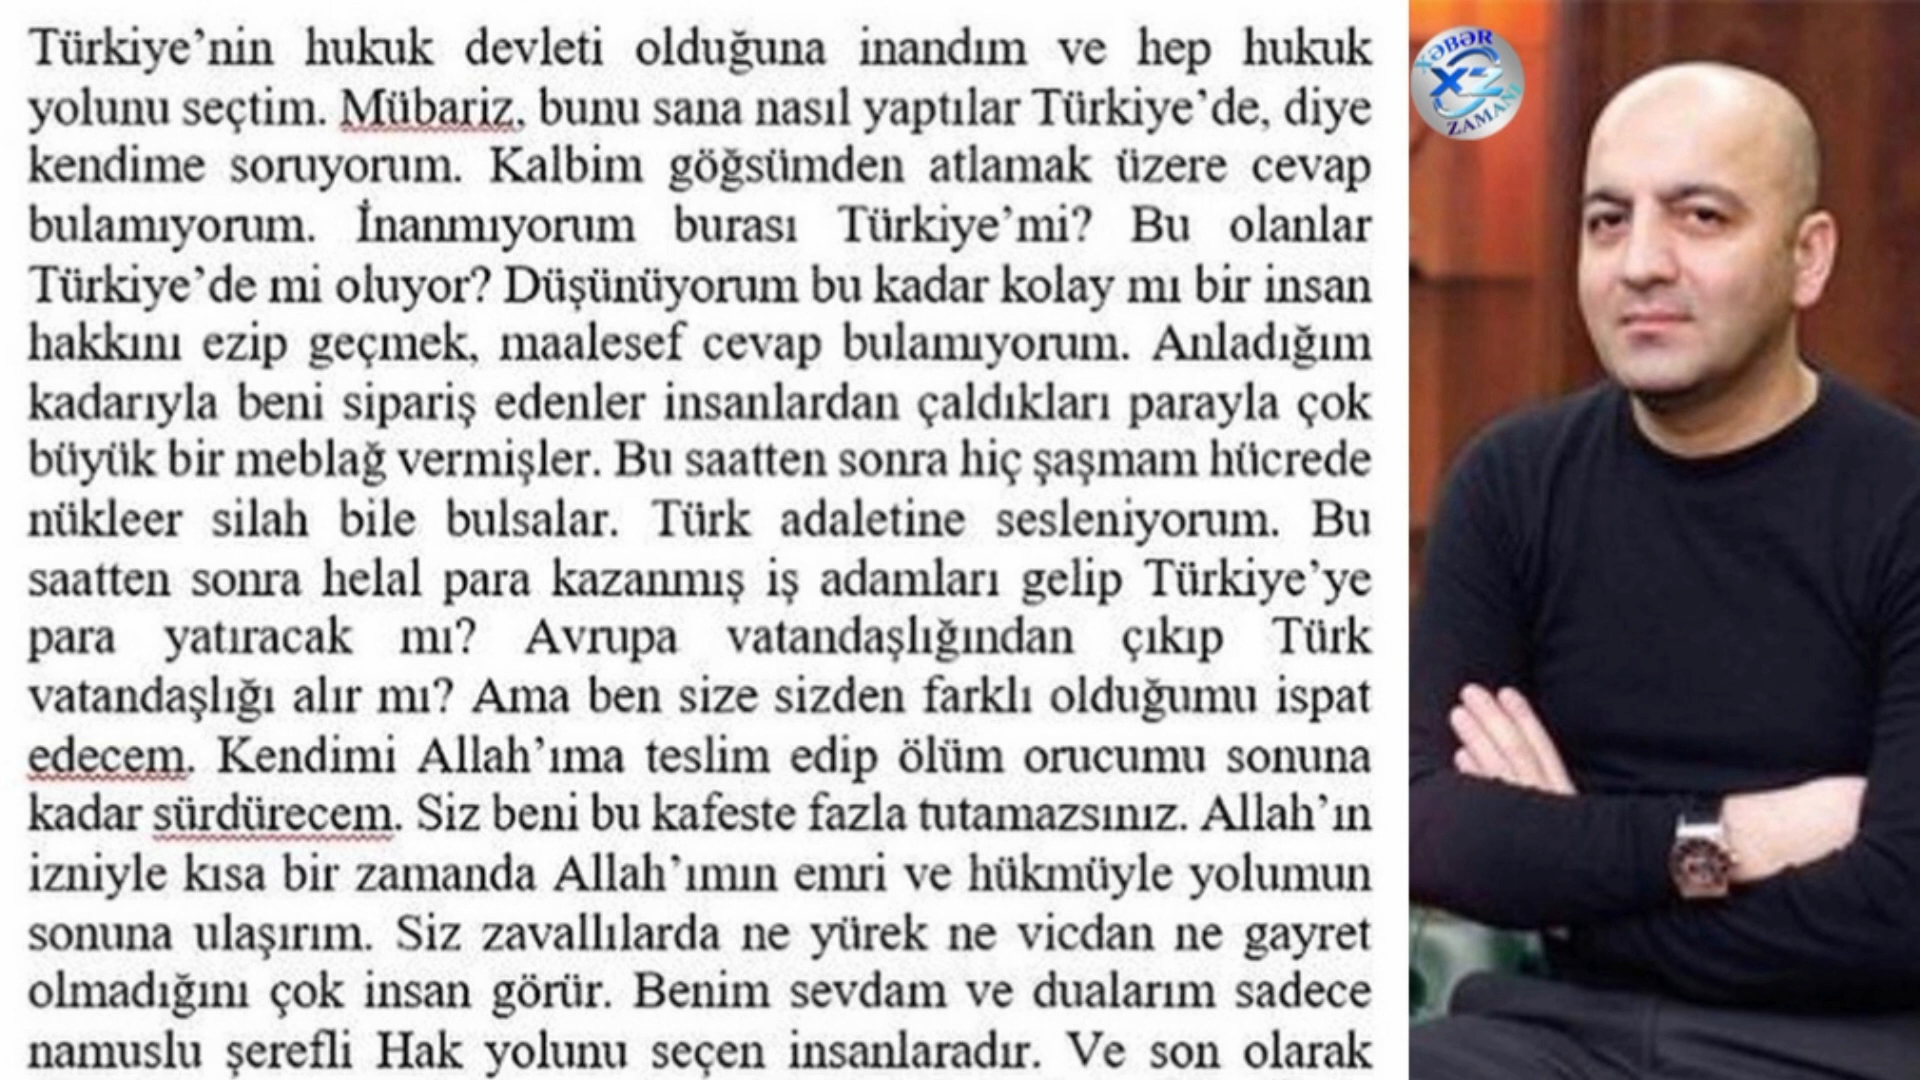 Türkiye’nin hukuk devleti olduğuna inandım ve hep hukuk
yolunu seçtim. Mübariz, bunu sana nasıl yaptılar Türkiye’de, diye
kendime soruyorum. Kalbim göğsümden atlamak üzere cevap
bulamıyorum. İnanmıyorum burası Türkiye’mi? Bu olanlar
Türkiye’de mi oluyor? Düşünüyorum bu kadar kolay mı bir insan
hakkını ezip geçmek, maalesef cevap bulamıyorum. Anladığım
kadarıyla beni sipariş edenler insanlardan çaldıkları parayla çok
büyük bir meblağ vermişler. Bu saatten sonra hiç şaşmam hücrede
nükleer silah bile bulsalar. Türk adaletine sesleniyorum. Bu
saatten sonra helal para kazanmış iş adamları gelip Türkiye’ye
para yatıracak mı? Avrupa vatandaşlığından çıkıp Türk
vatandaşlığı alır mı? Ama ben size sizden farklı olduğumu ispat
edecem. Kendimi Allah’ıma teslim edip ölüm orucumu sonuna
kadar sürdürecem. Siz beni bu kafeste fazla tutamazsınız. Allah’ın
izniyle kısa bir zamanda Allah’ımın emri ve hükmüyle yolumun
sonuna ulaşırım. Siz zavallılarda ne yürek ne vicdan ne gayret
olmadığını çok insan görür. Benim sevdam ve dualarım sadece
namuslu şerefli Hak yolunu seçen insanlaradır. Ve son olarak
XƏBƏR
XZ
ZAMANI